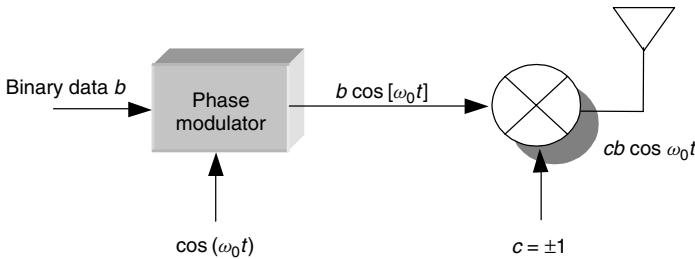 Binary data b
Phase
modulator
b cos [ω₀t]
cb cos ω₀t
cos (ω₀t)
c = ±1